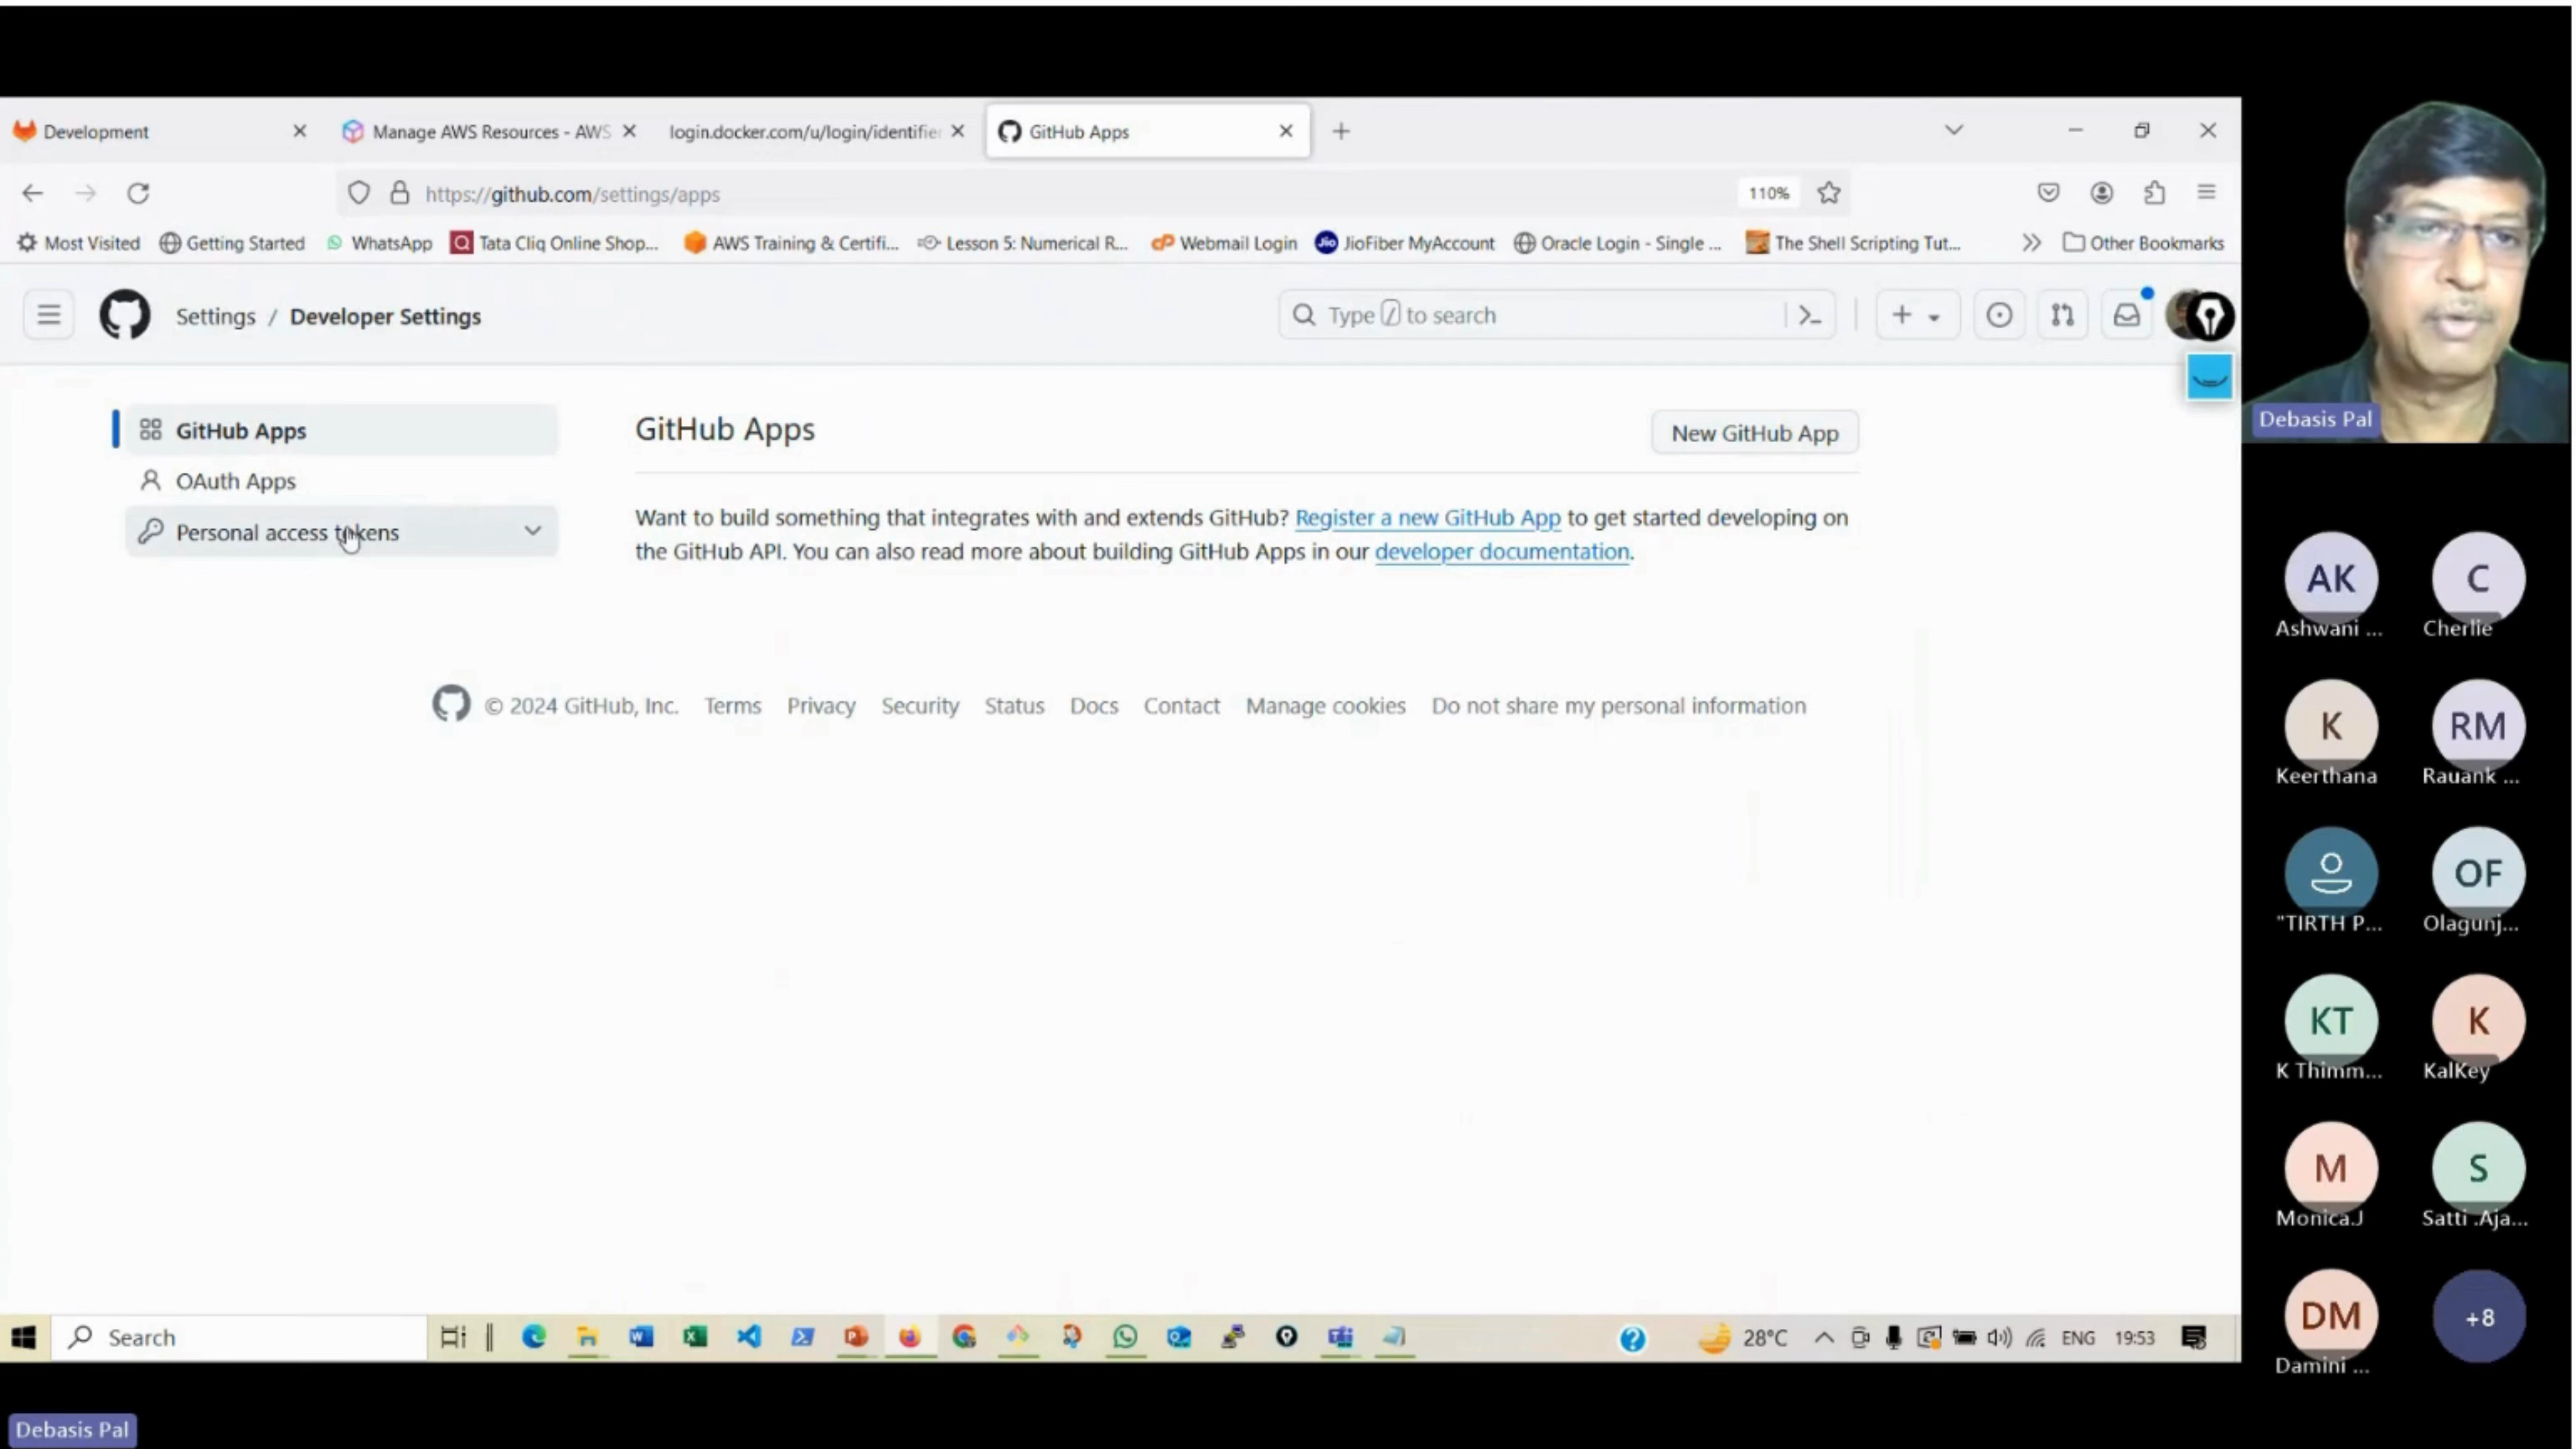 Development
Manage AWS Resources - AWS
login.docker.com/u/login/identifier
GitHub Apps
https://github.com/settings/apps
110%
Most Visited
Getting Started
WhatsApp
Tata Cliq Online Shop...
AWS Training & Certifi...
Lesson 5: Numerical R...
Webmail Login
Jio
JioFiber MyAccount
Oracle Login - Single ...
The Shell Scripting Tut...
Other Bookmarks
Settings / Developer Settings
Type / to search
Debasis Pal
GitHub Apps
OAuth Apps
Personal access tokens
GitHub Apps
New GitHub App
Want to build something that integrates with and extends GitHub? Register a new GitHub App to get started developing on
the GitHub API. You can also read more about building GitHub Apps in our developer documentation.
© 2024 GitHub, Inc. Terms Privacy Security Status Docs Contact Manage cookies Do not share my personal information
AK
Ashwani ...
C
Cherlie
K
Keerthana
RM
Rauank ...
"TIRTH P...
OF
Olagunj...
KT
K Thimm...
K
KalKey
M
Monica.J
S
Satti .Aja...
DM
Damini ...
+8
Search
28°C
ENG
19:53
Debasis Pal